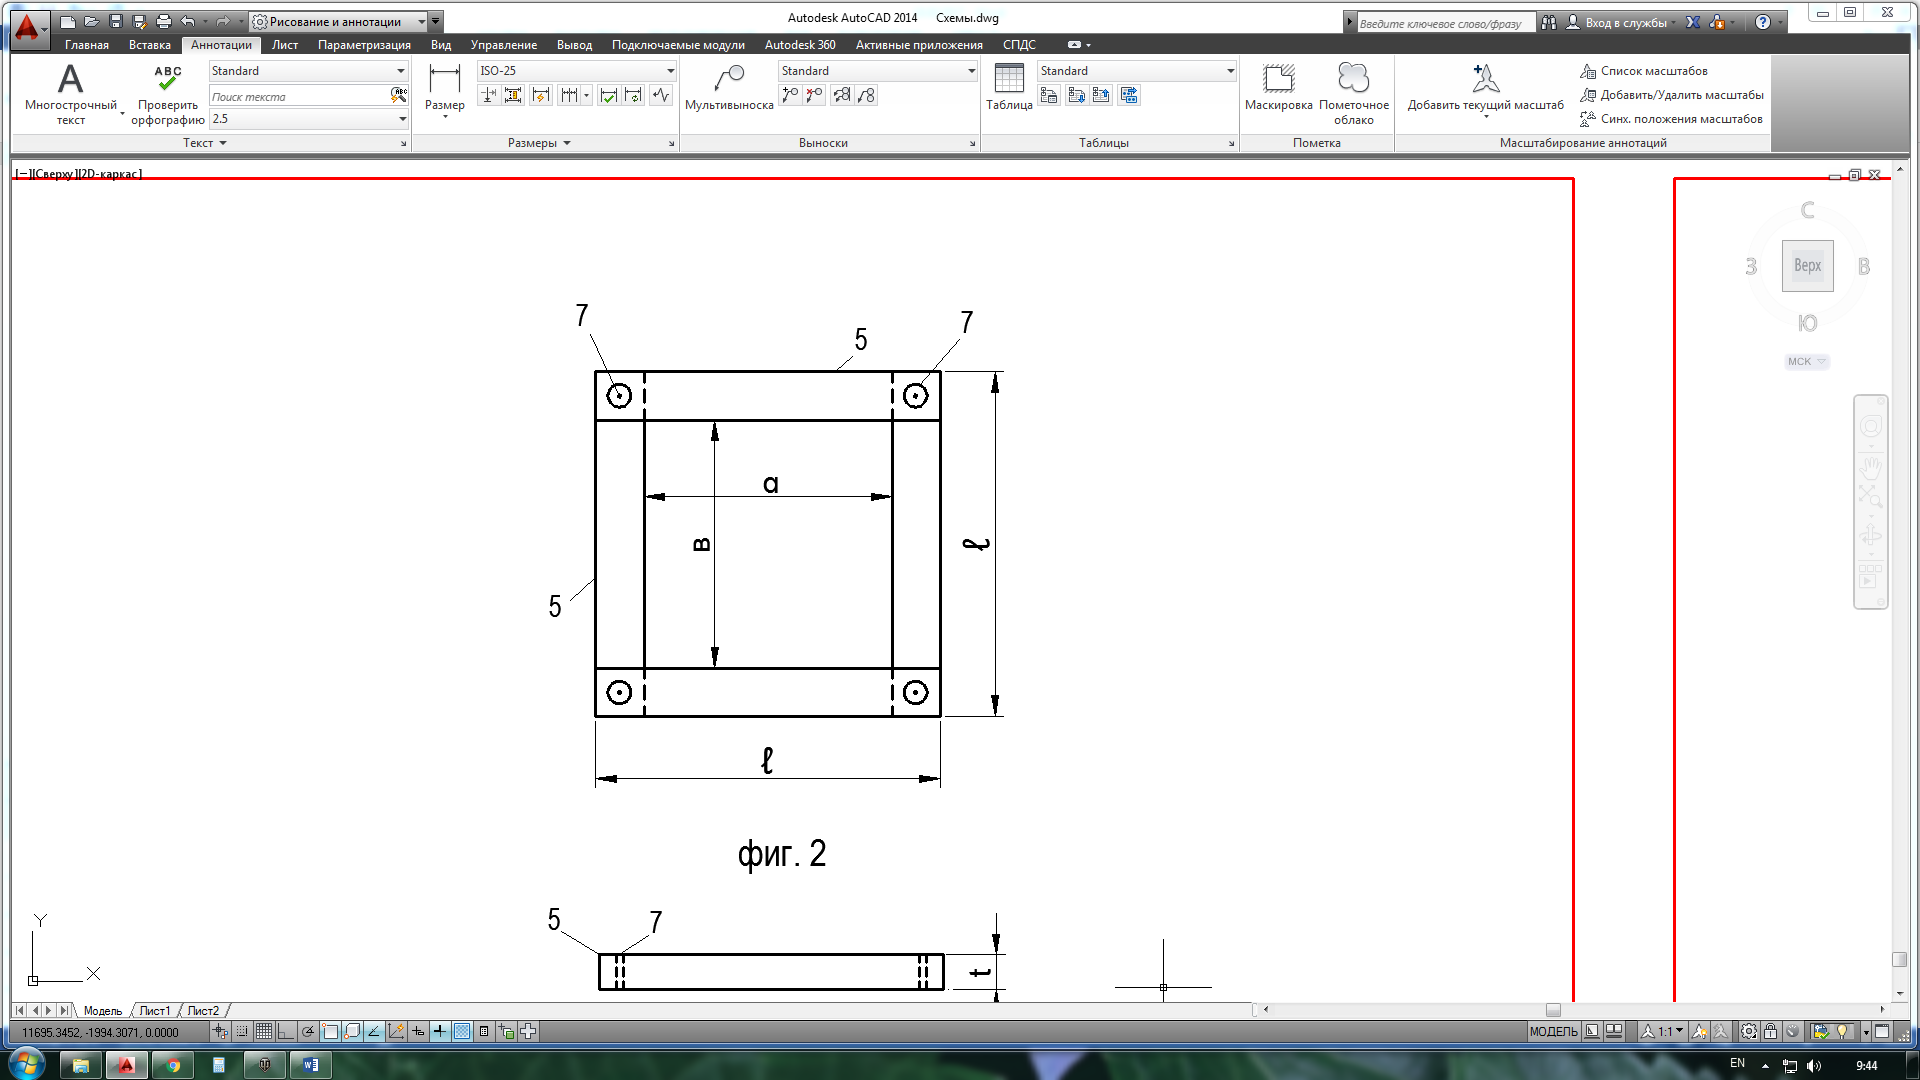 Рисование и аннотации
Autodesk AutoCAD 2014 Схемы.dwg
Введите ключевое слово/фразу
Вход в службы
Главная Вставка Аннотации Лист Параметризация Вид Управление Вывод Подключаемые модули Autodesk 360 Активные приложения СПДС
Многострочный текст
ABC
Проверить орфографию
Standard
Поиск текста
2.5
Размер
ISO-25
Мультивыноска
Standard
Таблица
Standard
Маскировка
Пометочное облако
Добавить текущий масштаб
Список масштабов
Добавить/Удалить масштабы
Синх. положения масштабов
Текст Размеры Выноски Таблицы Пометка Масштабирование аннотаций
[−][Сверху][2D-каркас]
С
З Верх В
Ю
МСК
7 5 7
a
в ℓ
5
ℓ
фиг. 2
5 7
t
Y
X
Модель Лист1 Лист2
11695.3452, -1994.3071, 0.0000
МОДЕЛЬ 1:1
EN 9:44